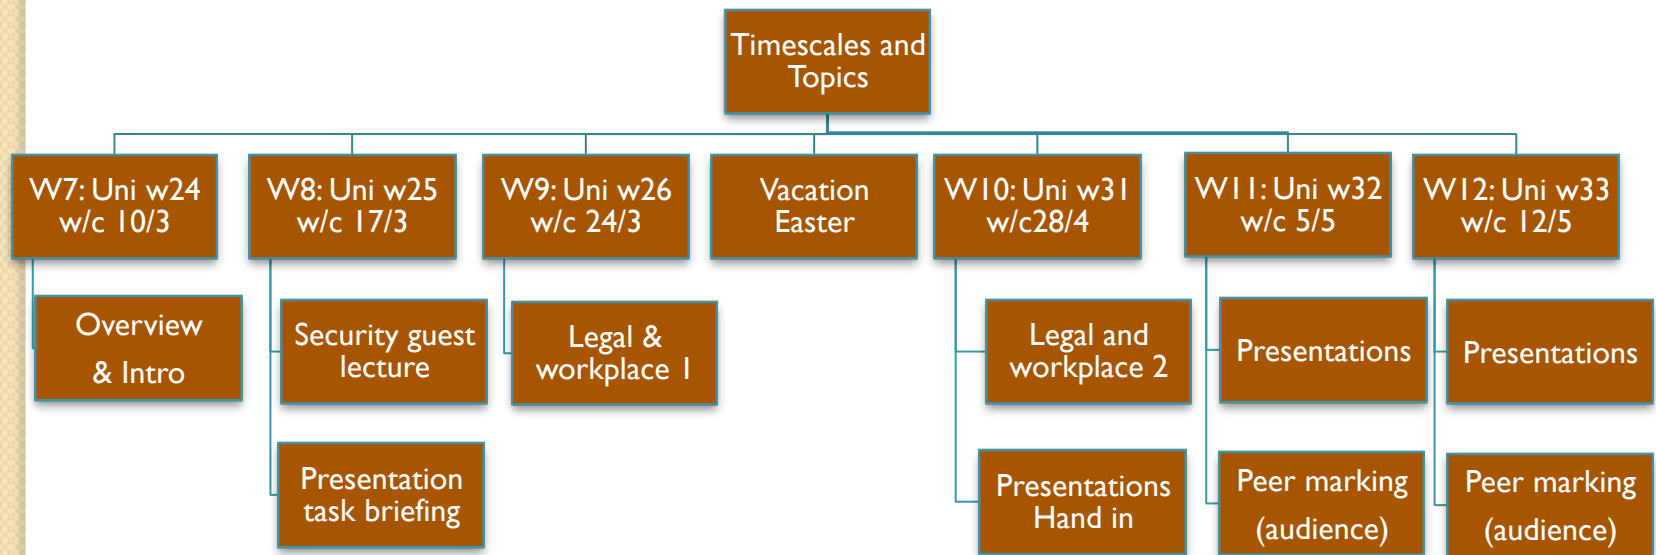 Timescales and
Topics
W7: Uni w24
w/c 10/3
Overview
& Intro
W8: Uni w25
w/c 17/3
Security guest
lecture
Presentation
task briefing
W9: Uni w26
w/c 24/3
Legal &
workplace 1
Vacation
Easter
W10: Uni w31
w/c28/4
Legal and
workplace 2
Presentations
Hand in
W11: Uni w32
w/c 5/5
Presentations
Peer marking
(audience)
W12: Uni w33
w/c 12/5
Presentations
Peer marking
(audience)